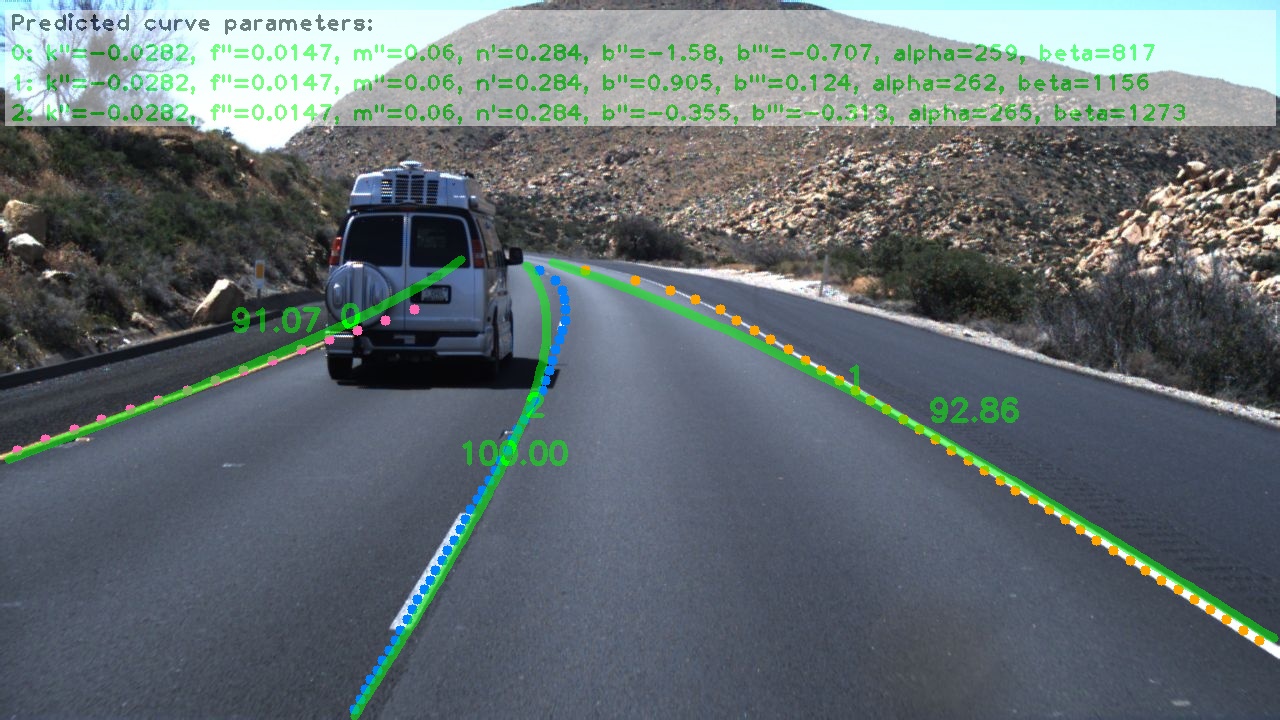 Predicted curve parameters:
0: k''=-0.0282, f''=0.0147, m''=0.06, n'=0.284, b''=-1.58, b'''=-0.707, alpha=259, beta=817
1: k''=-0.0282, f''=0.0147, m''=0.06, n'=0.284, b''=0.905, b'''=0.124, alpha=262, beta=1156
2: k''=-0.0282, f''=0.0147, m''=0.06, n'=0.284, b''=-0.355, b'''=-0.313, alpha=265, beta=1273
91.07 0
1
92.86
2
100.00